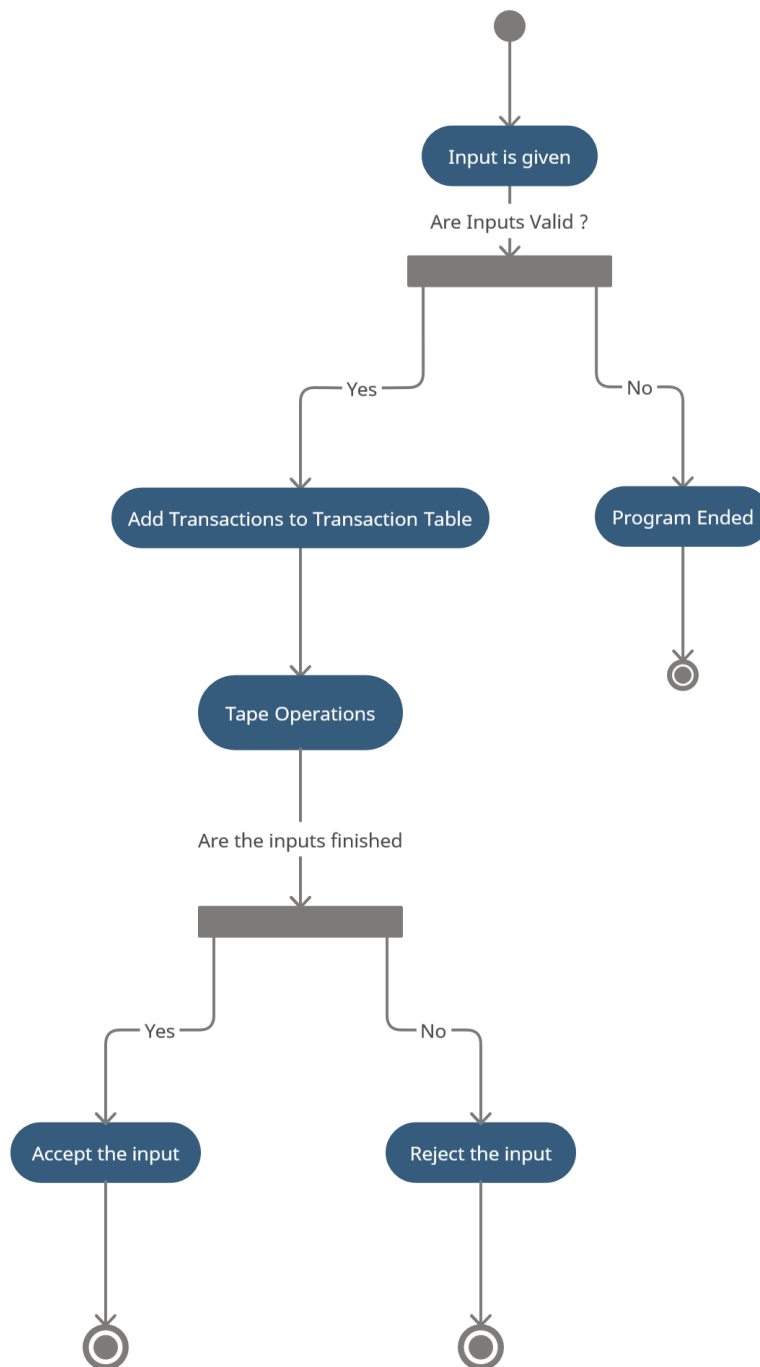 Input is given
Are Inputs Valid ?
Yes
No
Add Transactions to Transaction Table
Program Ended
Tape Operations
Are the inputs finished
Yes
No
Accept the input
Reject the input